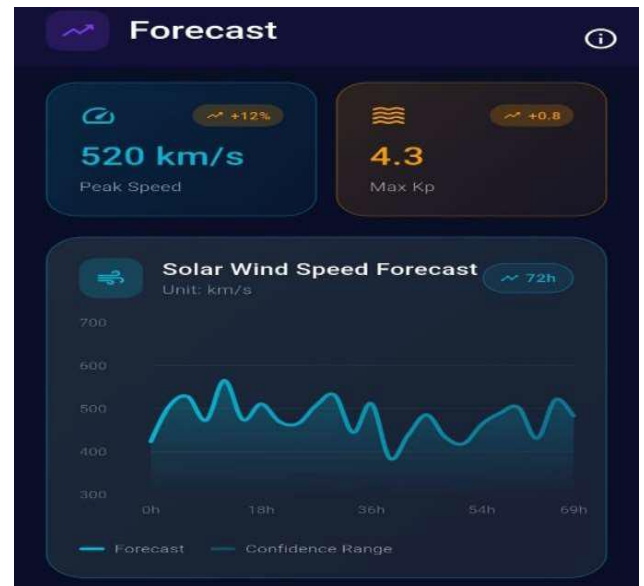 Forecast
+12%
+0.8
520 km/s
4.3
Peak Speed
Max Kp
Solar Wind Speed Forecast
72h
Unit: km/s
700
600
500
400
300
0h 18h 36h 54h 69h
Forecast Confidence Range